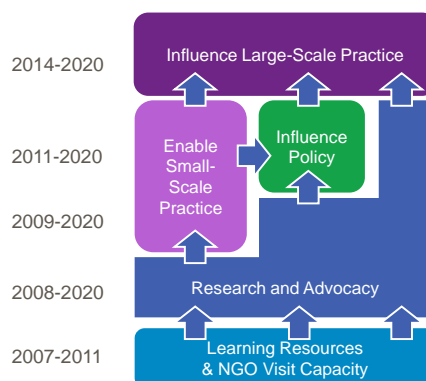 2014-2020
Influence Large-Scale Practice
2011-2020
Enable
Small-
Scale
Practice
Influence
Policy
2009-2020
2008-2020
Research and Advocacy
2007-2011
Learning Resources
& NGO Visit Capacity